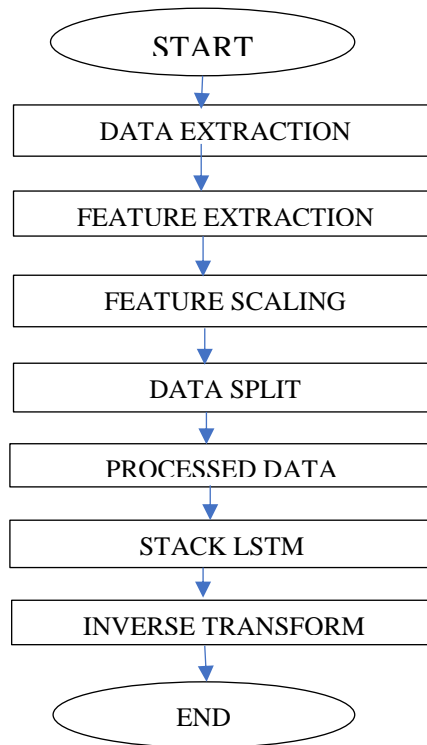 START
DATA EXTRACTION
FEATURE EXTRACTION
FEATURE SCALING
DATA SPLIT
PROCESSED DATA
STACK LSTM
INVERSE TRANSFORM
END